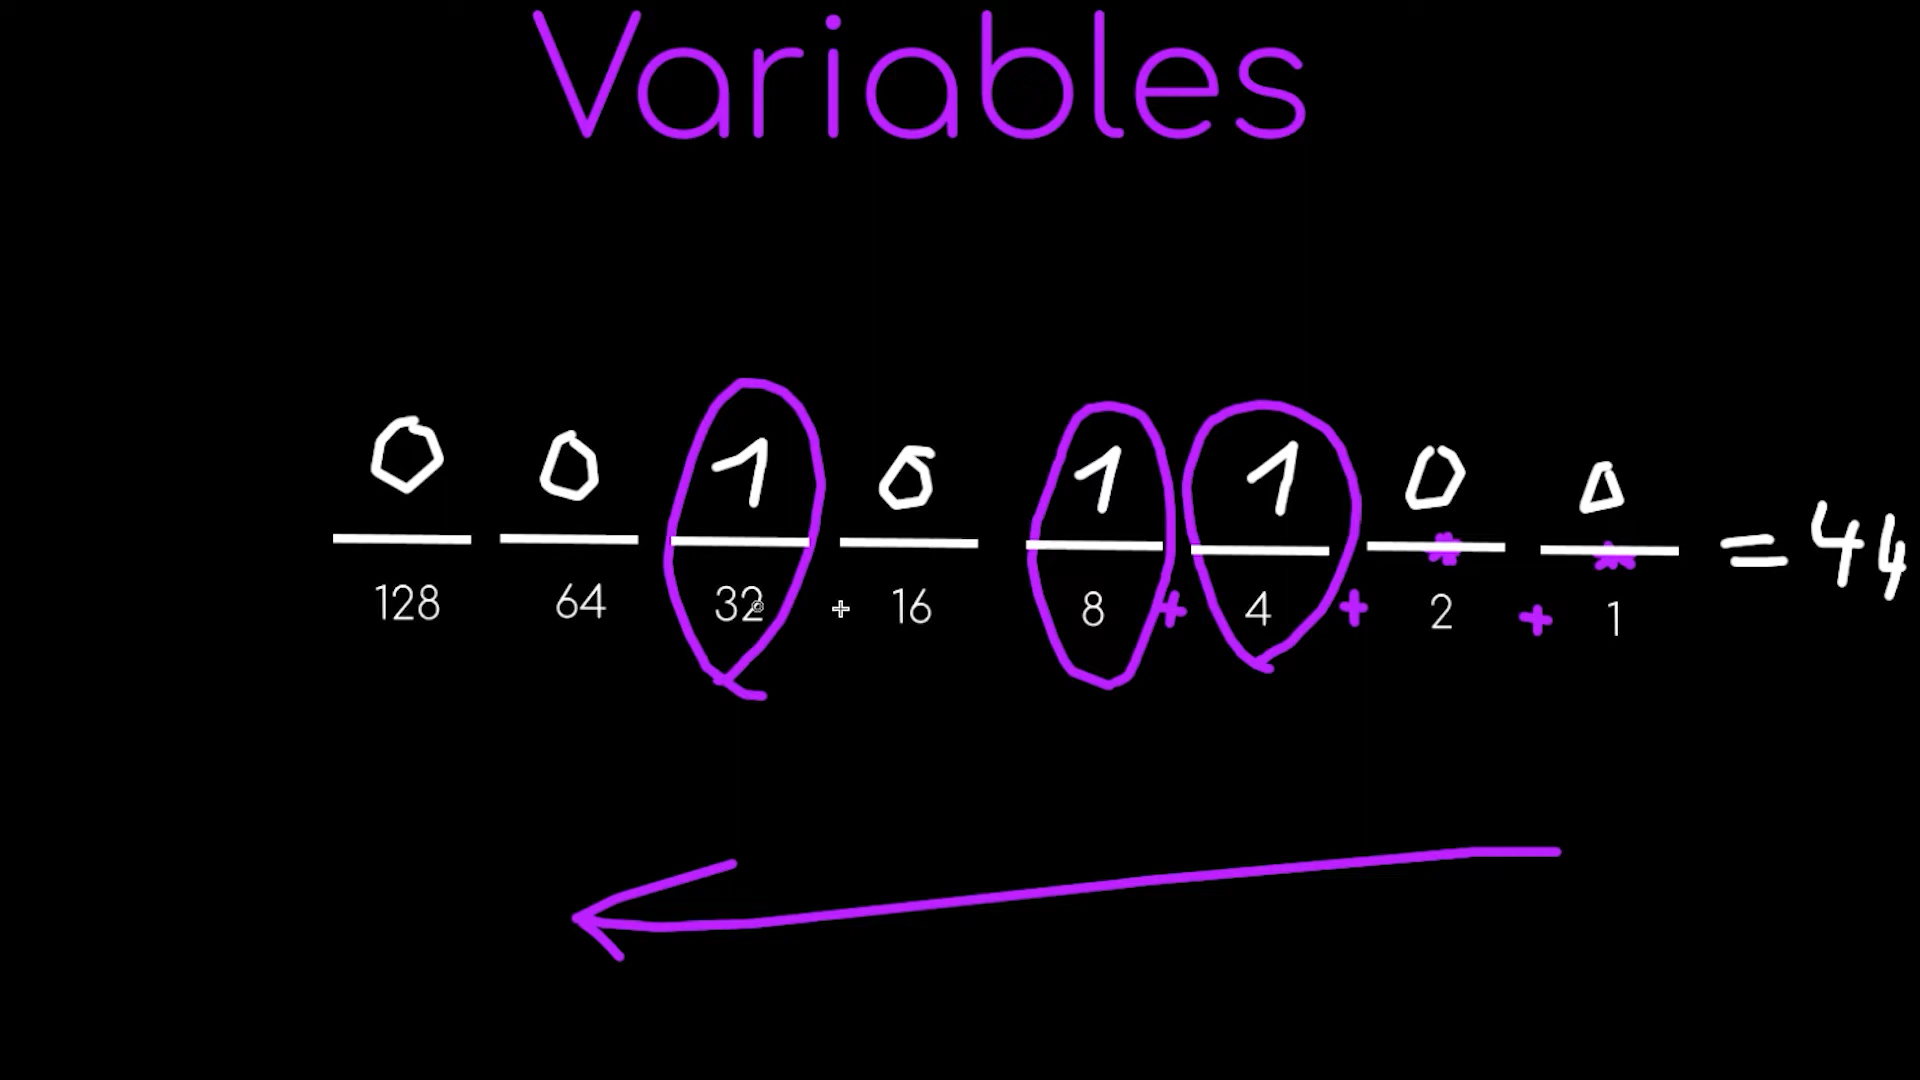 Variables
0 0 1 0 1 1 0 0 = 44
128 64 32 + 16 8 + 4 + 2 + 1